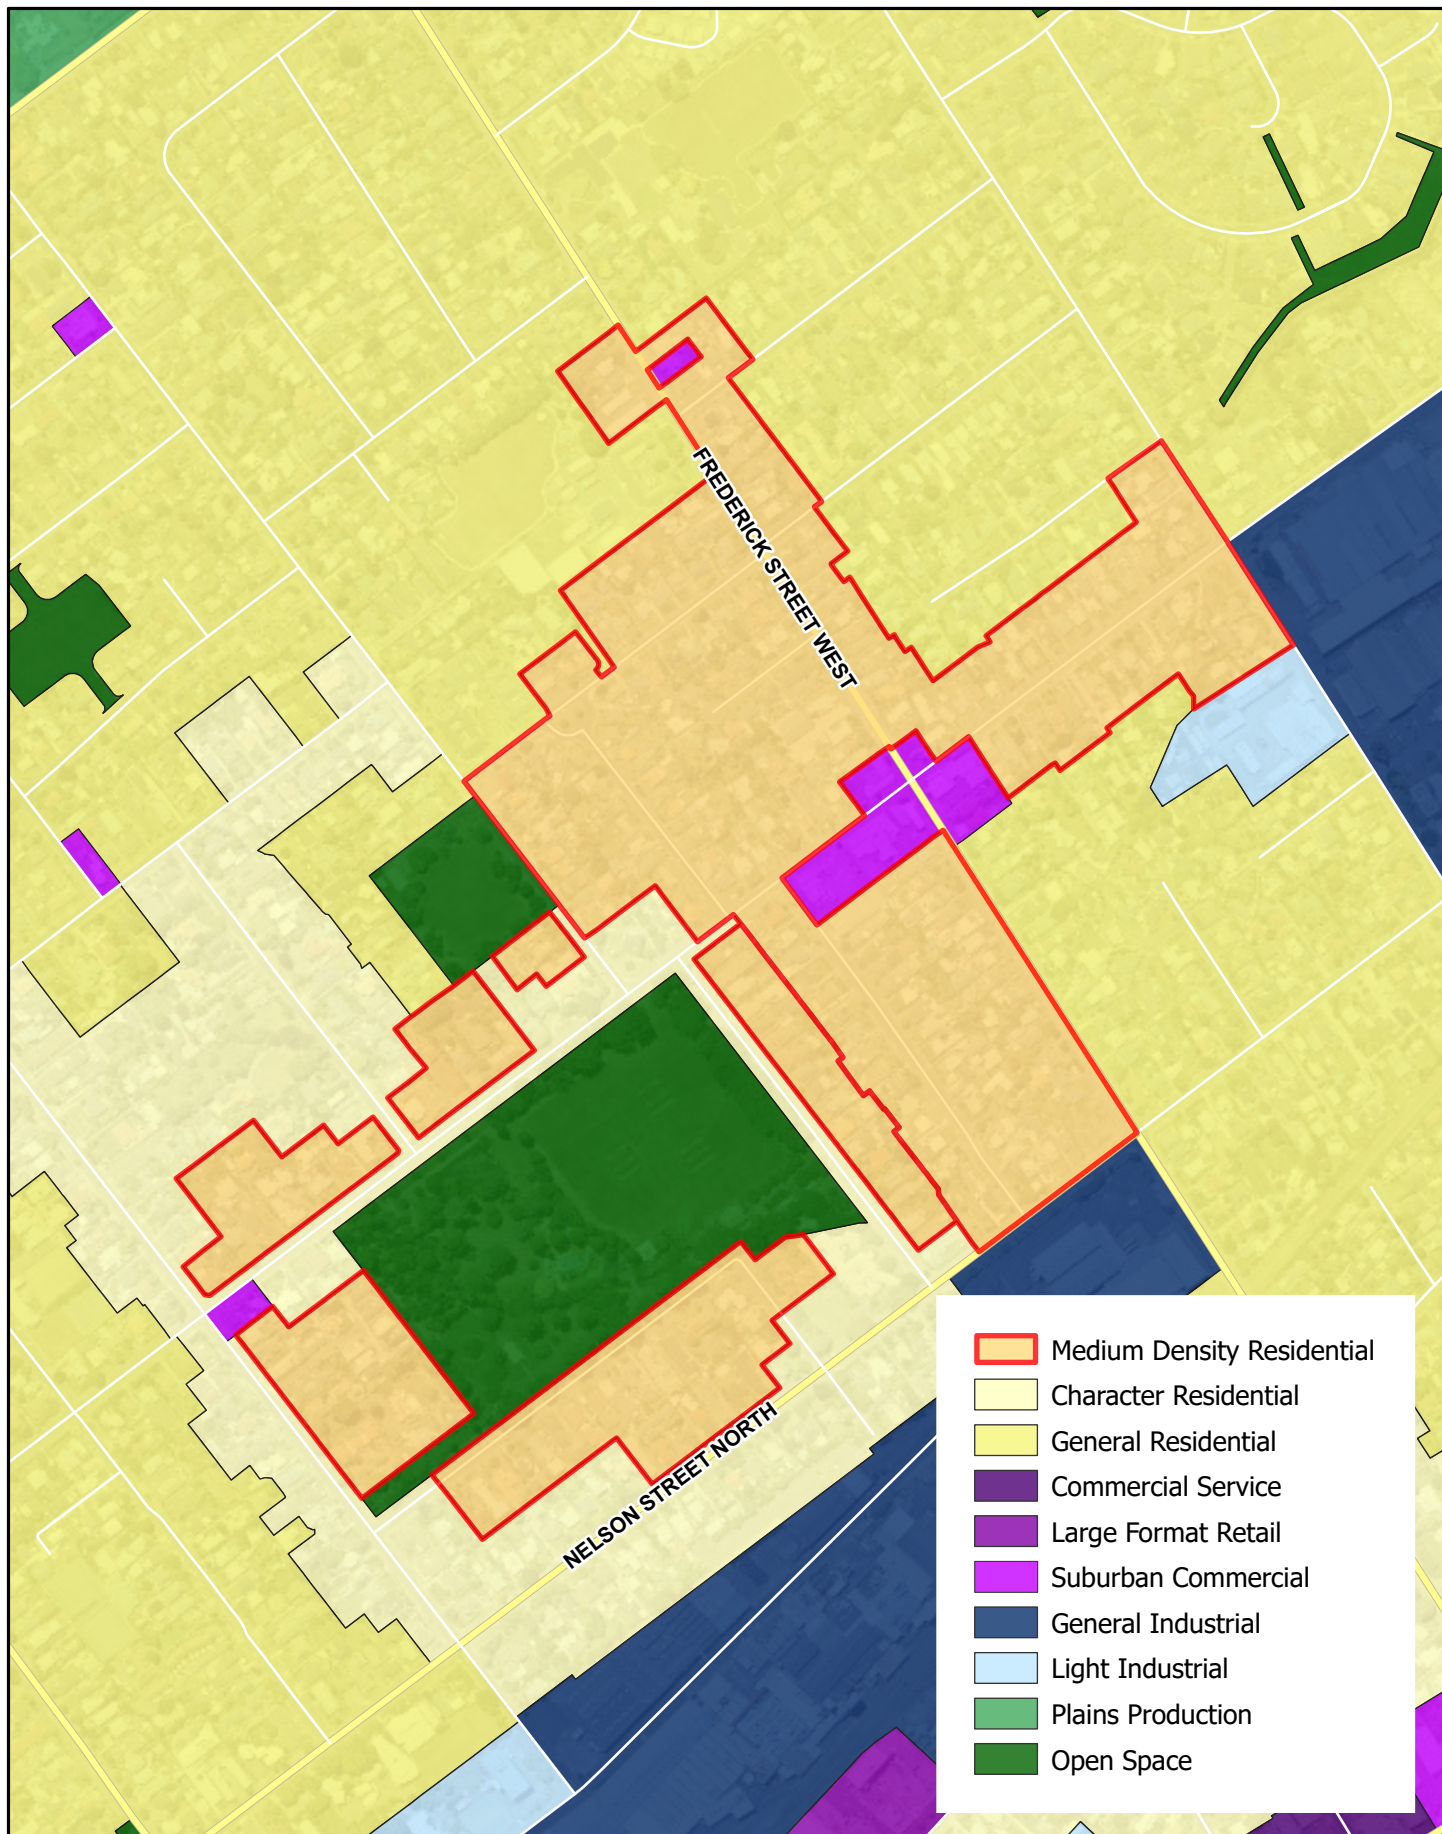 FREDERICK STREET WEST
NELSON STREET NORTH
Medium Density Residential
Character Residential
General Residential
Commercial Service
Large Format Retail
Suburban Commercial
General Industrial
Light Industrial
Plains Production
Open Space